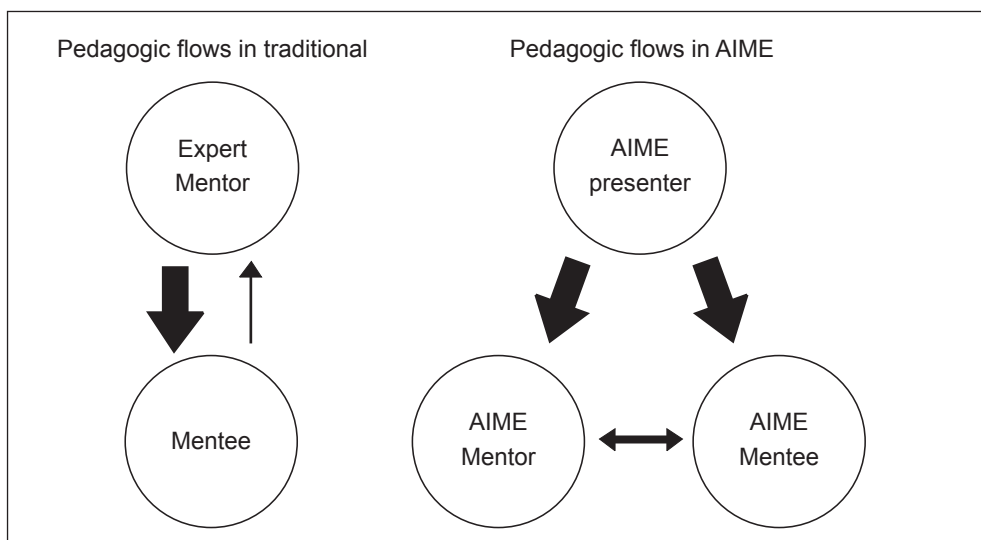 Pedagogic flows in traditional
Expert
Mentor
Mentee
Pedagogic flows in AIME
AIME
presenter
AIME
Mentor
AIME
Mentee